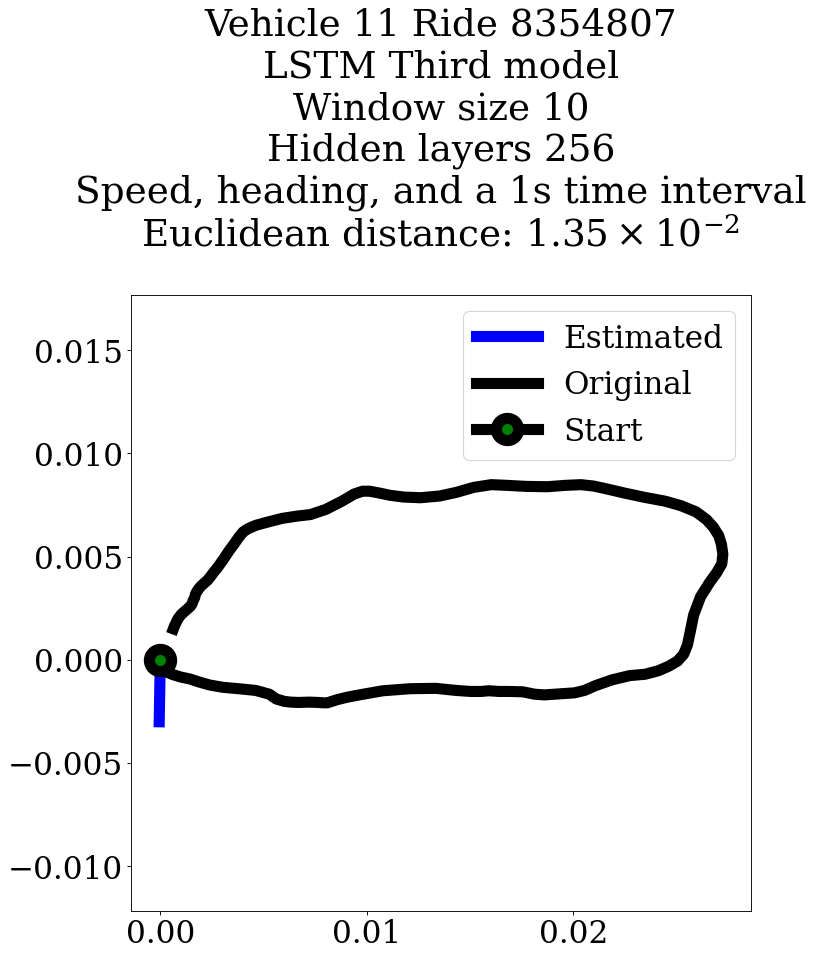 Vehicle 11 Ride 8354807
LSTM Third model
Window size 10
Hidden layers 256
Speed, heading, and a 1s time interval
Euclidean distance: 1.35 × 10⁻²
Estimated
Original
Start
0.015
0.010
0.005
0.000
−0.005
−0.010
0.00 0.01 0.02